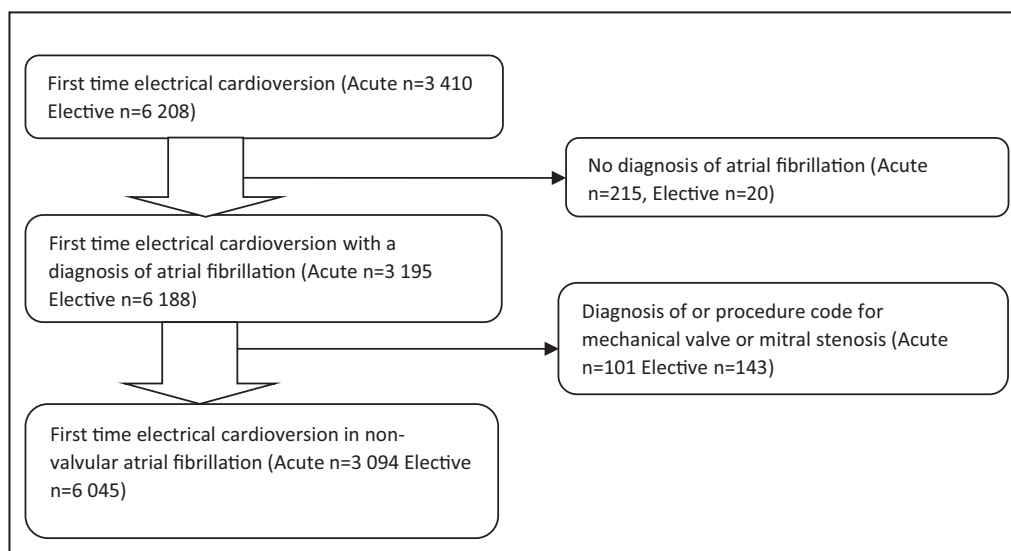 First time electrical cardioversion (Acute n=3 410
Elective n=6 208)
No diagnosis of atrial fibrillation (Acute
n=215, Elective n=20)
First time electrical cardioversion with a
diagnosis of atrial fibrillation (Acute n=3 195
Elective n=6 188)
Diagnosis of or procedure code for
mechanical valve or mitral stenosis (Acute
n=101 Elective n=143)
First time electrical cardioversion in non-
valvular atrial fibrillation (Acute n=3 094 Elective
n=6 045)